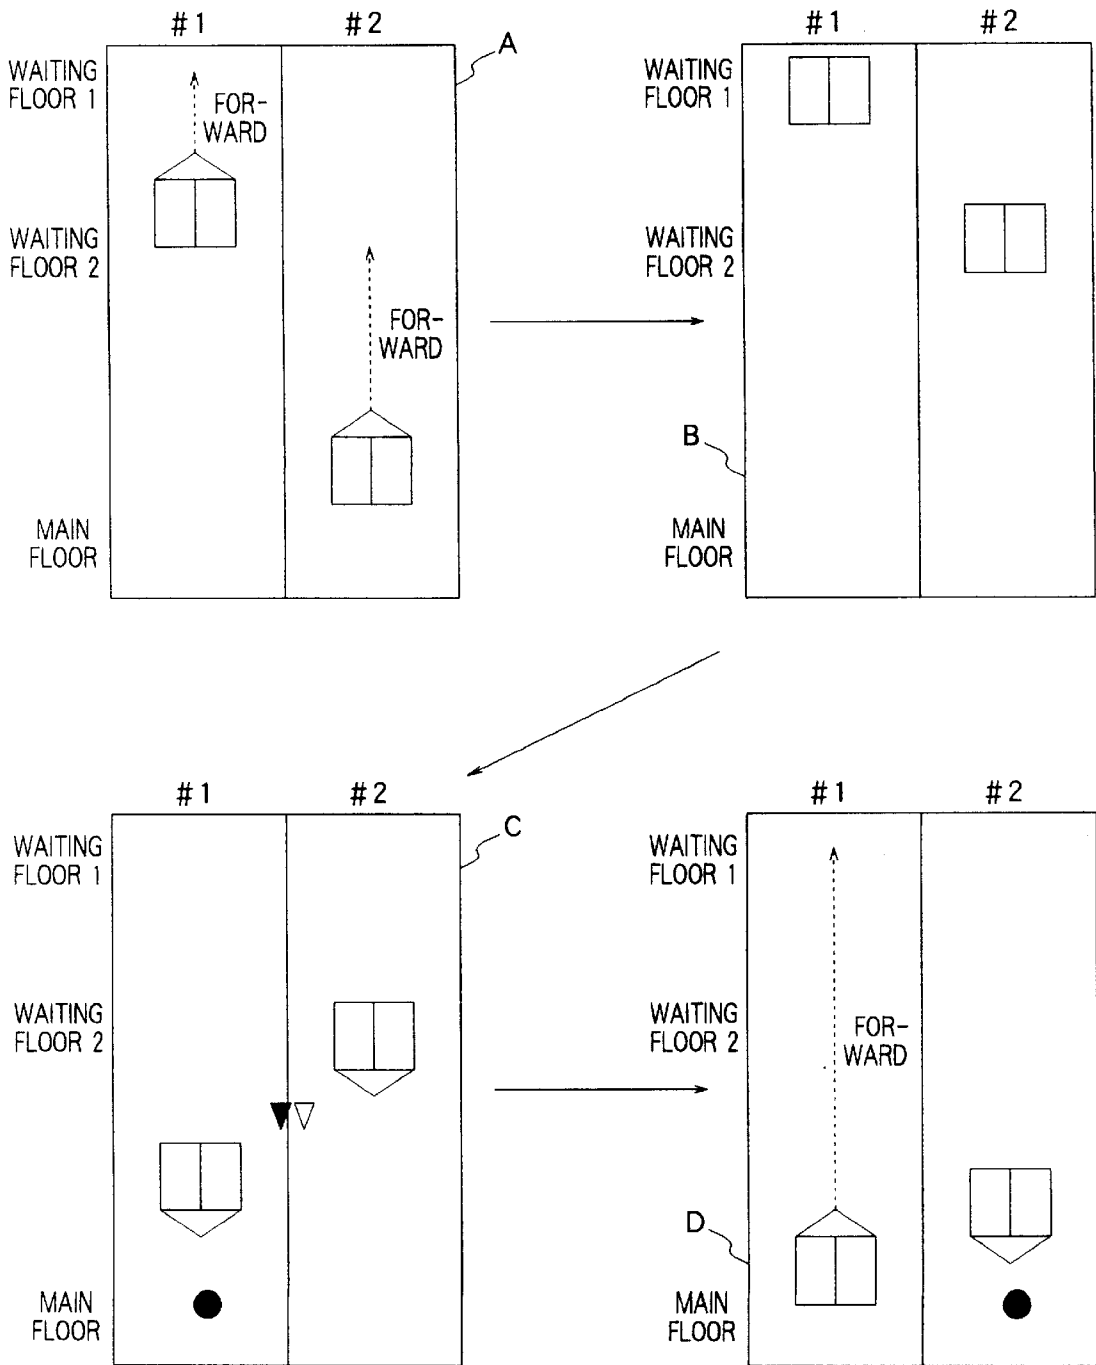 #1 #2
A
WAITING
FLOOR 1
FOR-
WARD
WAITING
FLOOR 2
FOR-
WARD
MAIN
FLOOR
#1 #2
WAITING
FLOOR 1
WAITING
FLOOR 2
B
MAIN
FLOOR
#1 #2
C
WAITING
FLOOR 1
WAITING
FLOOR 2
MAIN
FLOOR
#1 #2
WAITING
FLOOR 1
WAITING
FLOOR 2
FOR-
WARD
D
MAIN
FLOOR